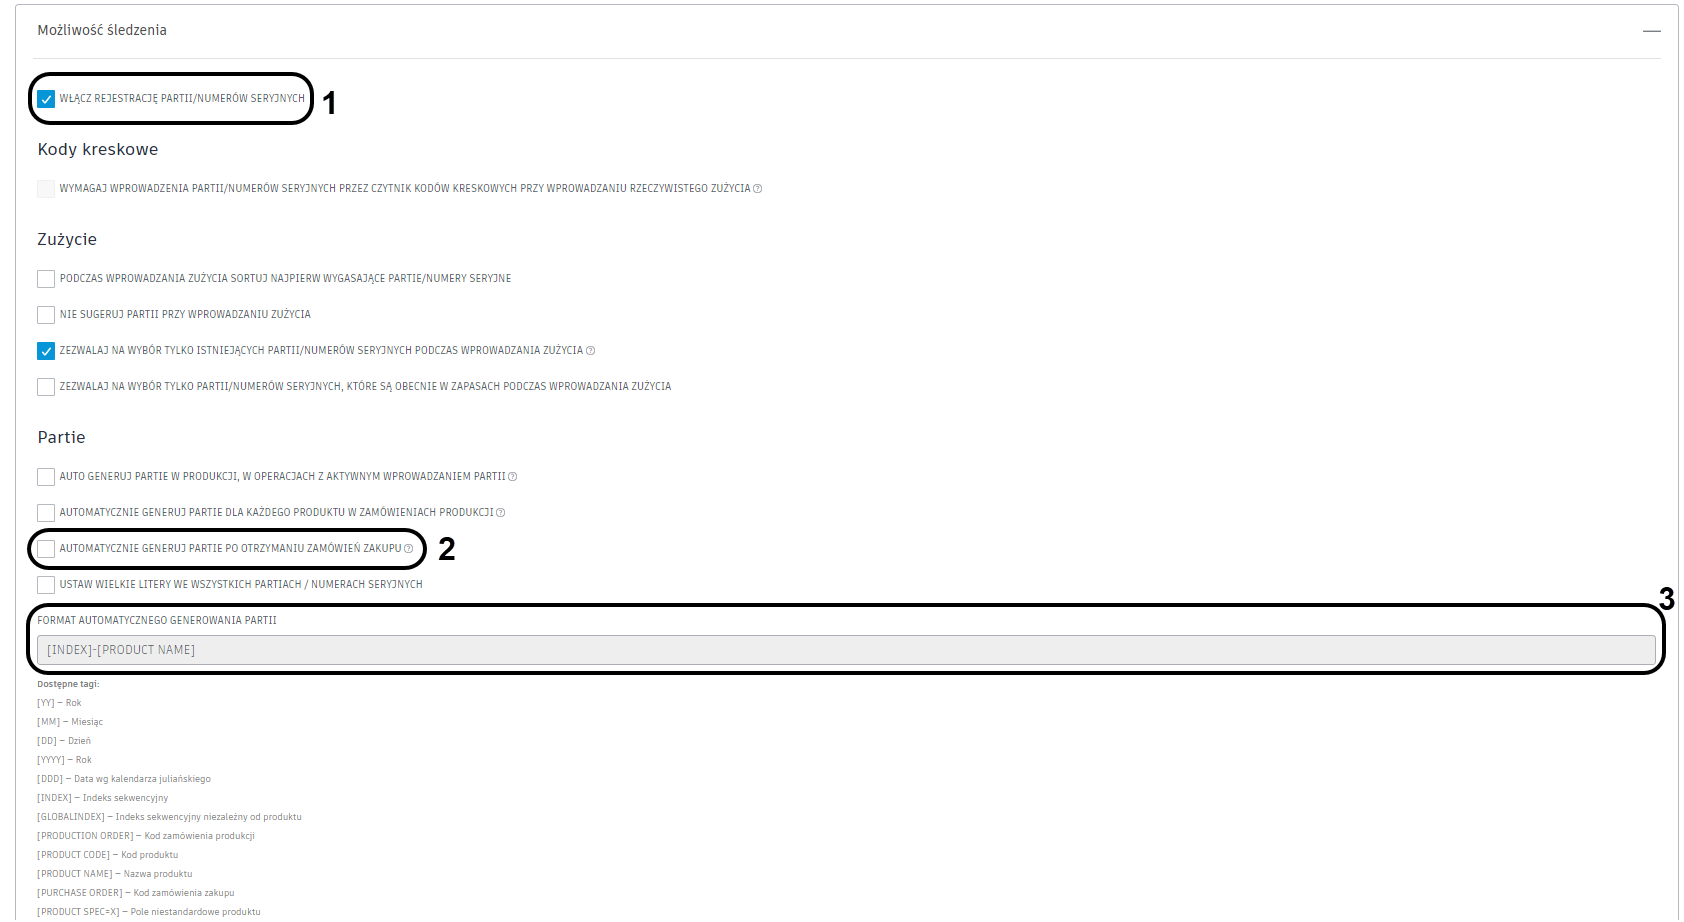 Możliwość śledzenia
WŁĄCZ REJESTRACJĘ PARTII/NUMERÓW SERYJNYCH
1
Kody kreskowe
WYMAGAJ WPROWADZENIA PARTII/NUMERÓW SERYJNYCH PRZEZ CZYTNIK KODÓW KRESKOWYCH PRZY WPROWADZANIU RZECZYWISTEGO ZUŻYCIA
Zużycie
PODCZAS WPROWADZANIA ZUŻYCIA SORTUJ NAJPIERW WYGASAJĄCE PARTIE/NUMERY SERYJNE
NIE SUGERUJ PARTII PRZY WPROWADZANIU ZUŻYCIA
ZEZWALAJ NA WYBÓR TYLKO ISTNIEJĄCYCH PARTII/NUMERÓW SERYJNYCH PODCZAS WPROWADZANIA ZUŻYCIA
ZEZWALAJ NA WYBÓR TYLKO PARTII/NUMERÓW SERYJNYCH, KTÓRE SĄ OBECNIE W ZAPASACH PODCZAS WPROWADZANIA ZUŻYCIA
Partie
AUTO GENERUJ PARTIE W PRODUKCJI, W OPERACJACH Z AKTYWNYM WPROWADZANIEM PARTII
AUTOMATYCZNIE GENERUJ PARTIE DLA KAŻDEGO PRODUKTU W ZAMÓWIENIACH PRODUKCJI
AUTOMATYCZNIE GENERUJ PARTIE PO OTRZYMANIU ZAMÓWIEŃ ZAKUPU
2
USTAW WIELKIE LITERY WE WSZYSTKICH PARTIACH / NUMERACH SERYJNYCH
3
FORMAT AUTOMATYCZNEGO GENEROWANIA PARTII
[INDEX]-[PRODUCT NAME]
Dostępne tagi:
[YY] – Rok
[MM] – Miesiąc
[DD] – Dzień
[YYYY] – Rok
[DDD] – Data wg kalendarza juliańskiego
[INDEX] – Indeks sekwencyjny
[GLOBALINDEX] – Indeks sekwencyjny niezależny od produktu
[PRODUCTION ORDER] – Kod zamówienia produkcji
[PRODUCT CODE] – Kod produktu
[PRODUCT NAME] – Nazwa produktu
[PURCHASE ORDER] – Kod zamówienia zakupu
[PRODUCT SPEC=X] – Pole niestandardowe produktu